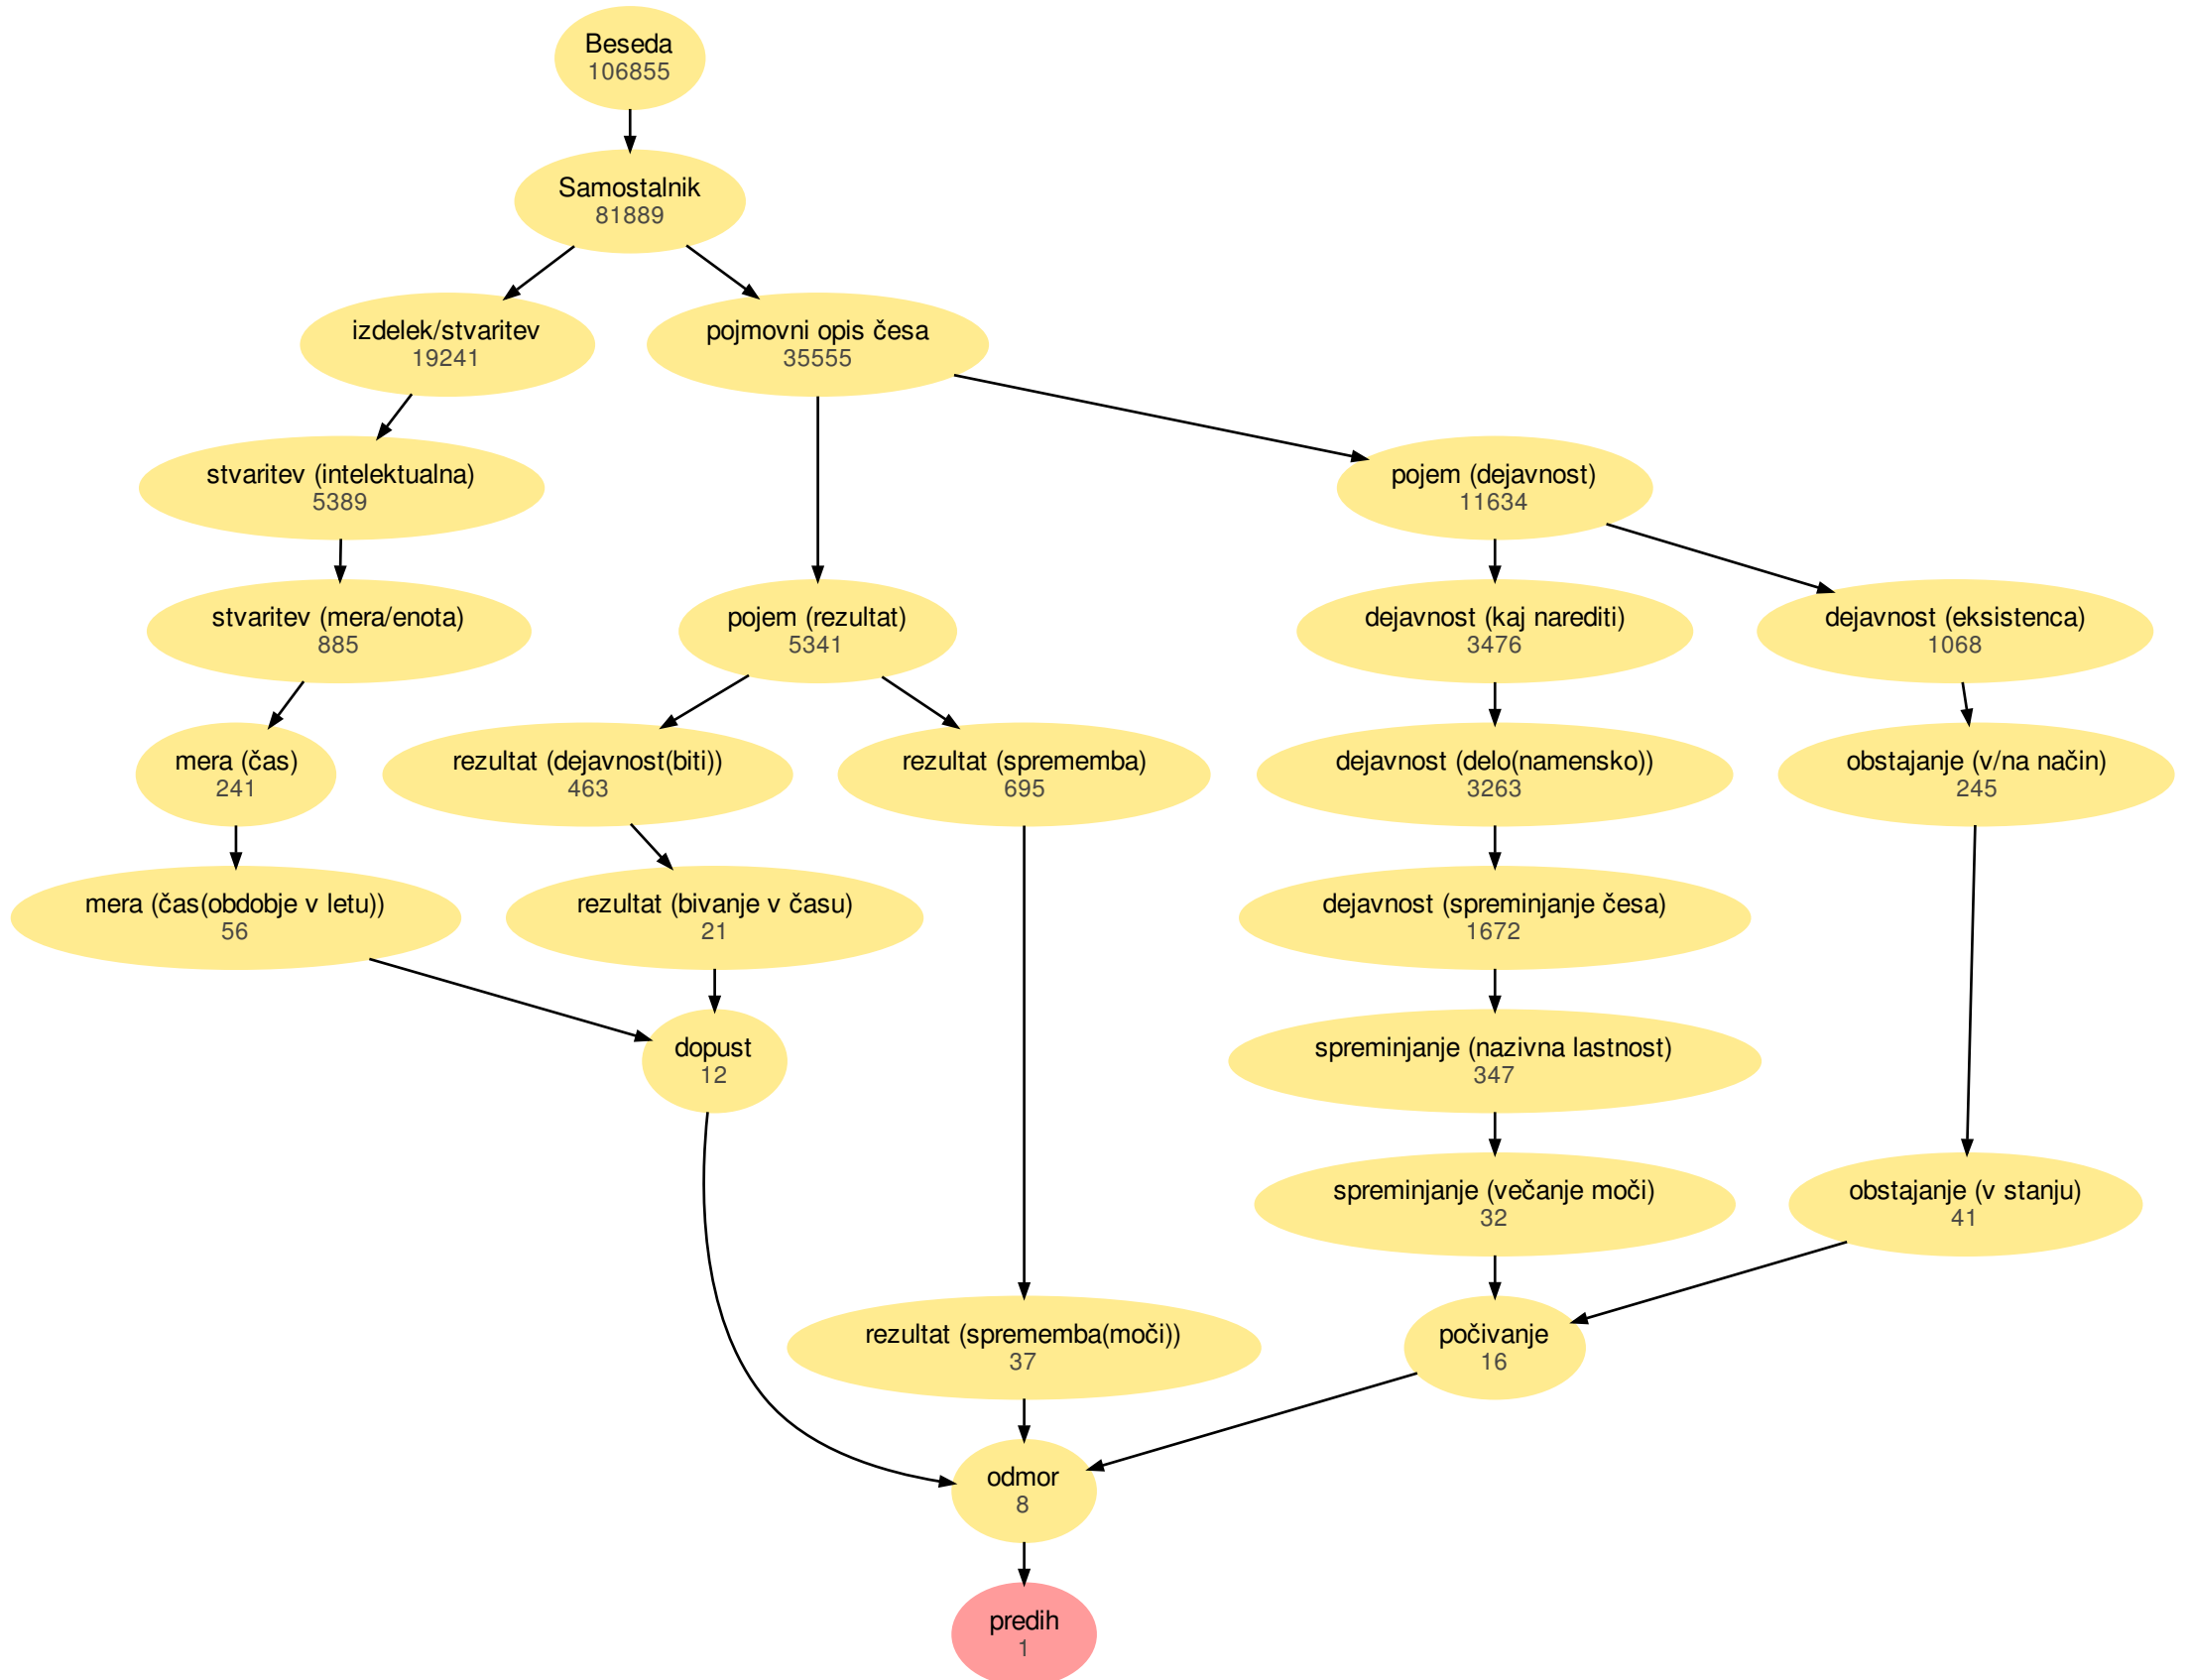 Beseda
106855
Samostalnik
81889
izdelek/stvaritev
19241
pojmovni opis česa
35555
stvaritev (intelektualna)
5389
pojem (dejavnost)
11634
stvaritev (mera/enota)
885
pojem (rezultat)
5341
dejavnost (kaj narediti)
3476
dejavnost (eksistenca)
1068
mera (čas)
241
rezultat (dejavnost(biti))
463
rezultat (sprememba)
695
dejavnost (delo(namensko))
3263
obstajanje (v/na način)
245
mera (čas(obdobje v letu))
56
rezultat (bivanje v času)
21
dejavnost (spreminjanje česa)
1672
dopust
12
spreminjanje (nazivna lastnost)
347
spreminjanje (večanje moči)
32
obstajanje (v stanju)
41
rezultat (sprememba(moči))
37
počivanje
16
odmor
8
predih
1